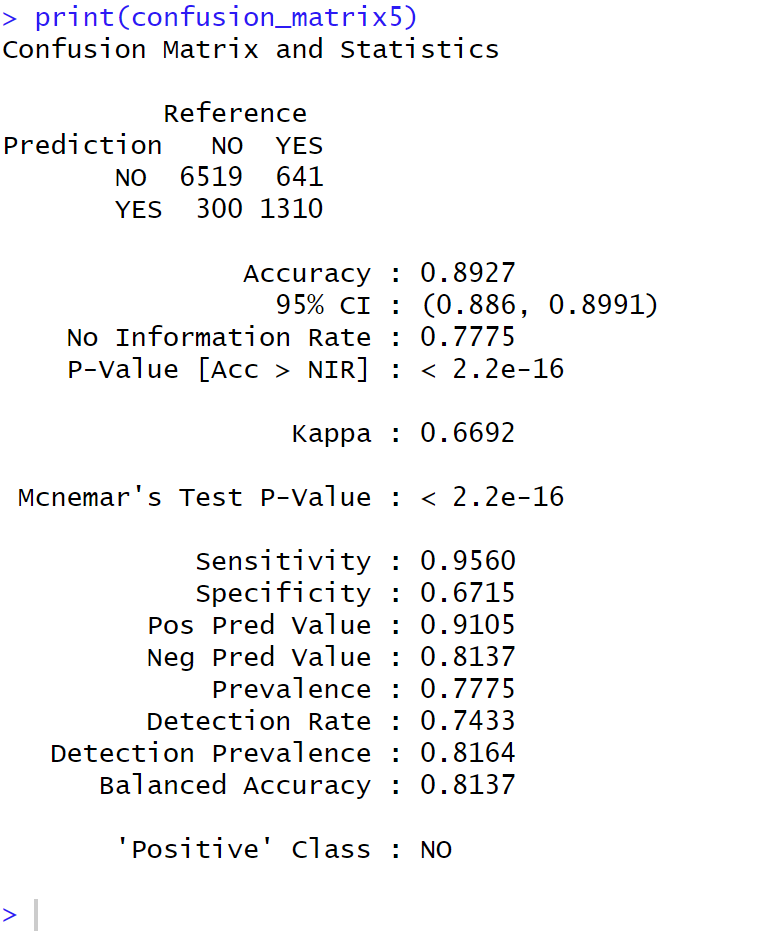 > print(confusion_matrix5)
Confusion Matrix and Statistics
Reference
Prediction NO YES
NO 6519 641
YES 300 1310
Accuracy : 0.8927
95% CI : (0.886, 0.8991)
No Information Rate : 0.7775
P-Value [Acc > NIR] : < 2.2e-16
Kappa : 0.6692
Mcnemar's Test P-Value : < 2.2e-16
Sensitivity : 0.9560
Specificity : 0.6715
Pos Pred Value : 0.9105
Neg Pred Value : 0.8137
Prevalence : 0.7775
Detection Rate : 0.7433
Detection Prevalence : 0.8164
Balanced Accuracy : 0.8137
'Positive' Class : NO
>